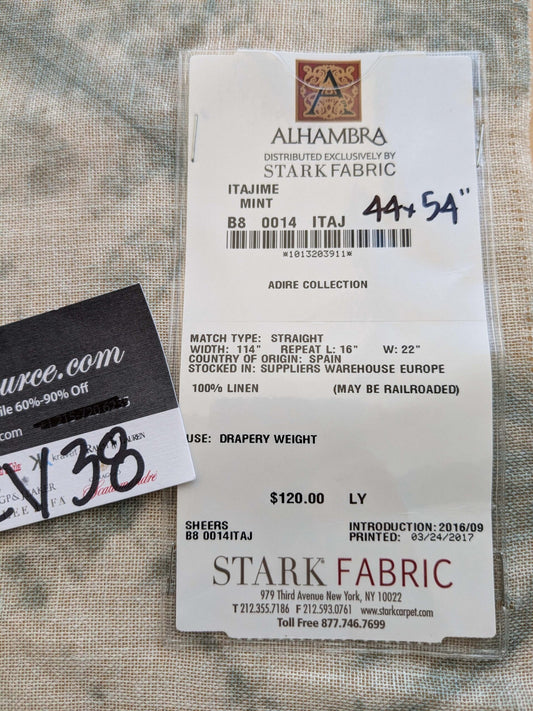 A
ALHAMBRA
DISTRIBUTED EXCLUSIVELY BY
STARK FABRIC
ITAJIME
MINT
B8 0014 ITAJ
44x54"
*1013203911*
ADIRE COLLECTION
MATCH TYPE: STRAIGHT
WIDTH: 114" REPEAT L: 16" W: 22"
COUNTRY OF ORIGIN: SPAIN
STOCKED IN: SUPPLIERS WAREHOUSE EUROPE
100% LINEN (MAY BE RAILROADED)
USE: DRAPERY WEIGHT
$120.00 LY
SHEERS
B8 0014ITAJ
INTRODUCTION: 2016/09
PRINTED: 03/24/2017
STARK FABRIC
979 Third Avenue New York, NY 10022
T 212.355.7186 F 212.593.0761 www.starkcarpet.com
Toll Free 877.746.7699
urce.com
60%-90% Off
.com
LAUREN
38